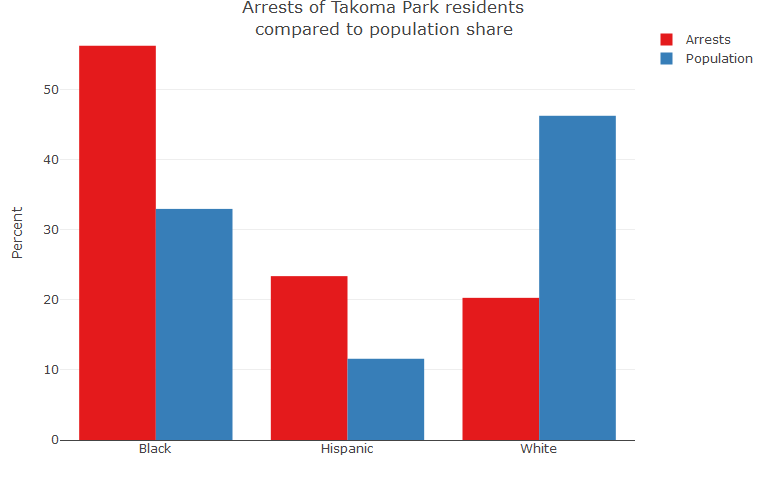 Arrests of Takoma Park residents
compared to population share
Arrests
Population
Percent
50
40
30
20
10
0
Black
Hispanic
White